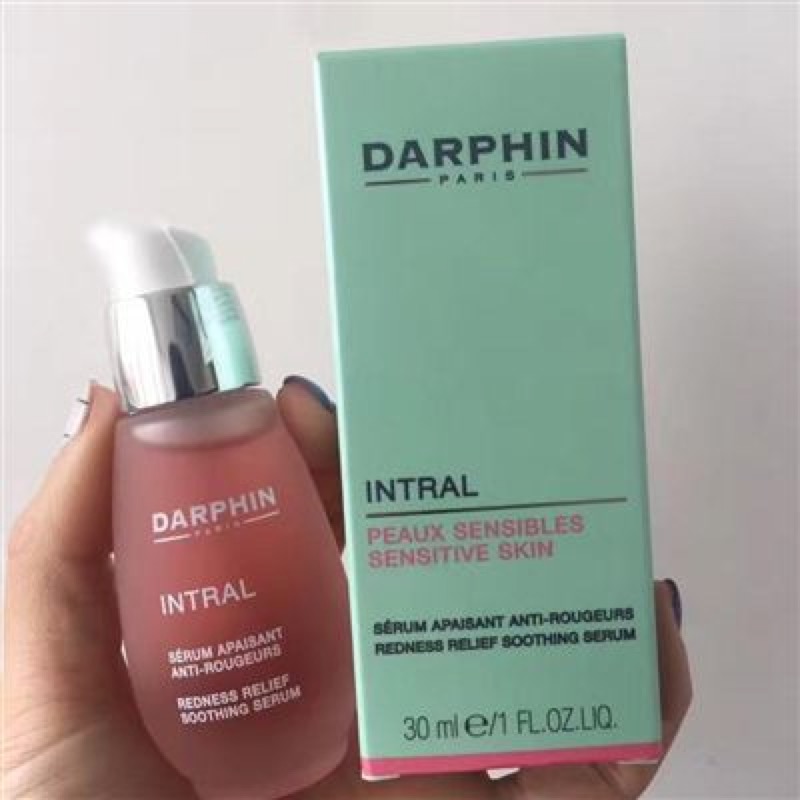 DARPHIN
PARIS
INTRAL
SÉRUM APAISANT
ANTI-ROUGEURS
REDNESS RELIEF
SOOTHING SERUM
DARPHIN
PARIS
INTRAL
PEAUX SENSIBLES
SENSITIVE SKIN
SÉRUM APAISANT ANTI-ROUGEURS
REDNESS RELIEF SOOTHING SERUM
30 ml ℮/1 FL.OZ.LIQ.